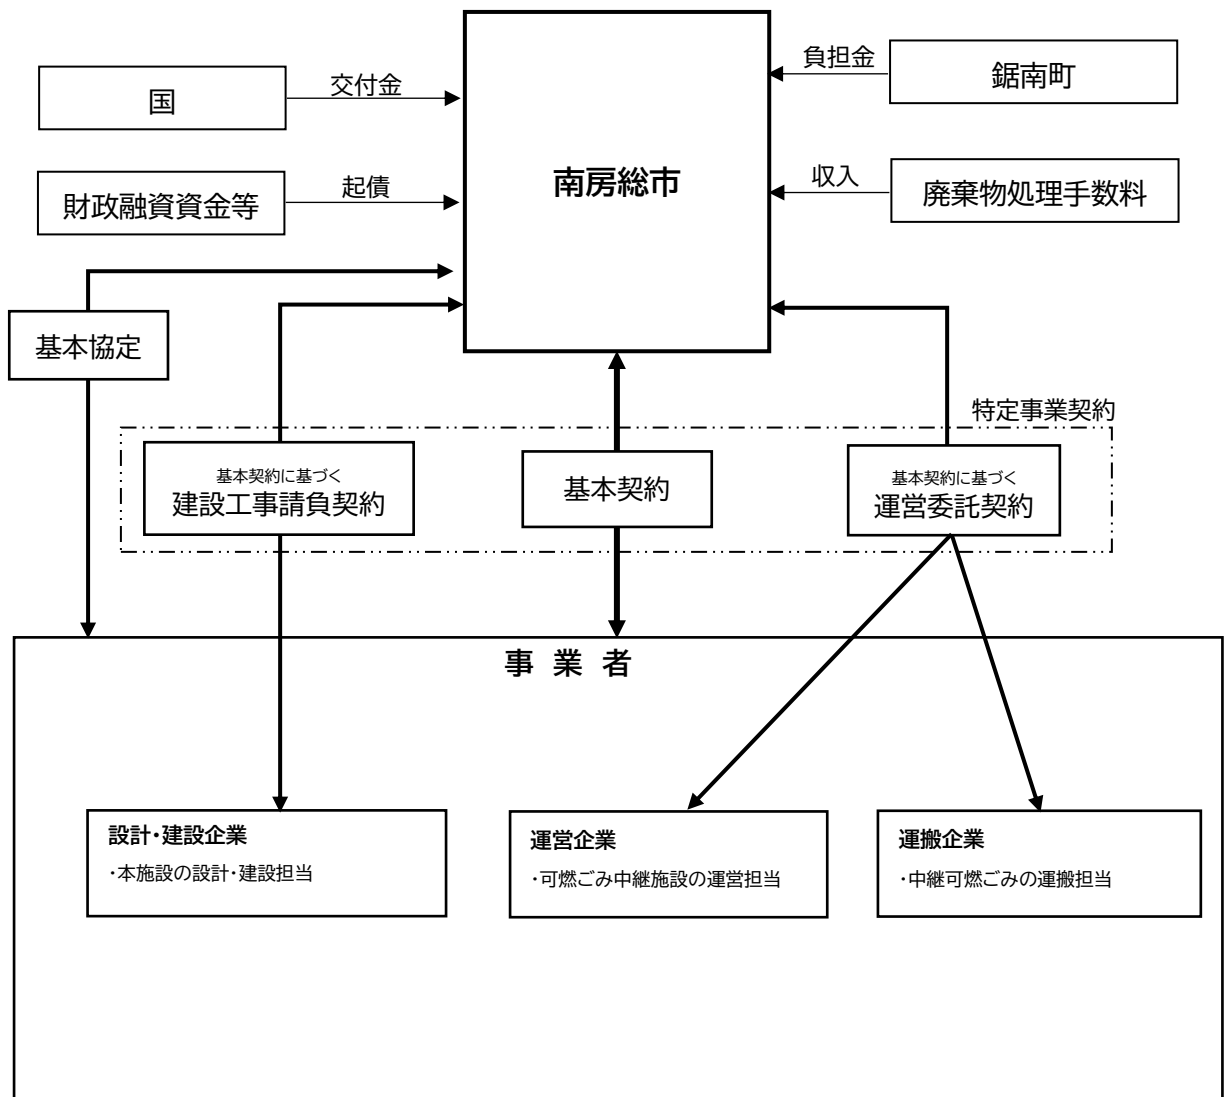 負担金
鋸南町
国
交付金
南房総市
収入
廃棄物処理手数料
財政融資資金等
起債
基本協定
特定事業契約
基本契約に基づく
建設工事請負契約
基本契約
基本契約に基づく
運営委託契約
事 業 者
設計・建設企業
・本施設の設計・建設担当
運営企業
・可燃ごみ中継施設の運営担当
運搬企業
・中継可燃ごみの運搬担当